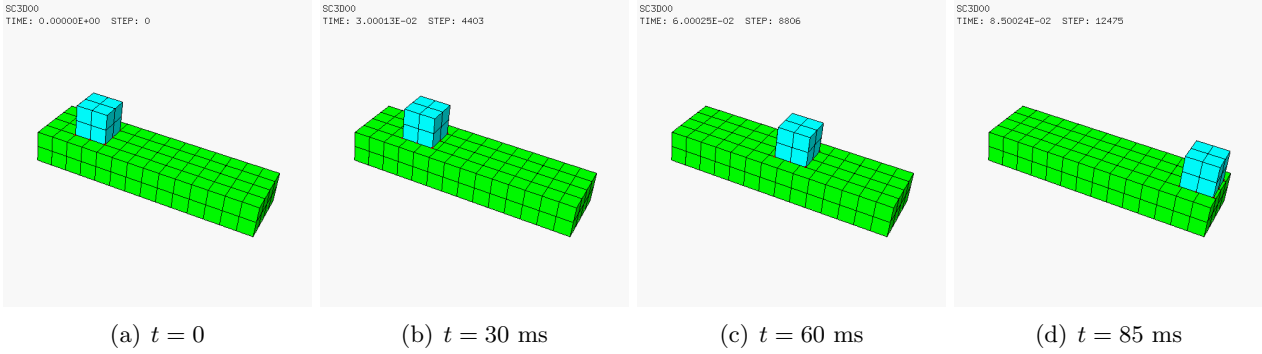 SC3D00
TIME: 0.00000E+00 STEP: 0
SC3D00
TIME: 3.00013E-02 STEP: 4403
SC3D00
TIME: 6.00025E-02 STEP: 8806
SC3D00
TIME: 8.50024E-02 STEP: 12475
(a) t = 0
(b) t = 30 ms
(c) t = 60 ms
(d) t = 85 ms